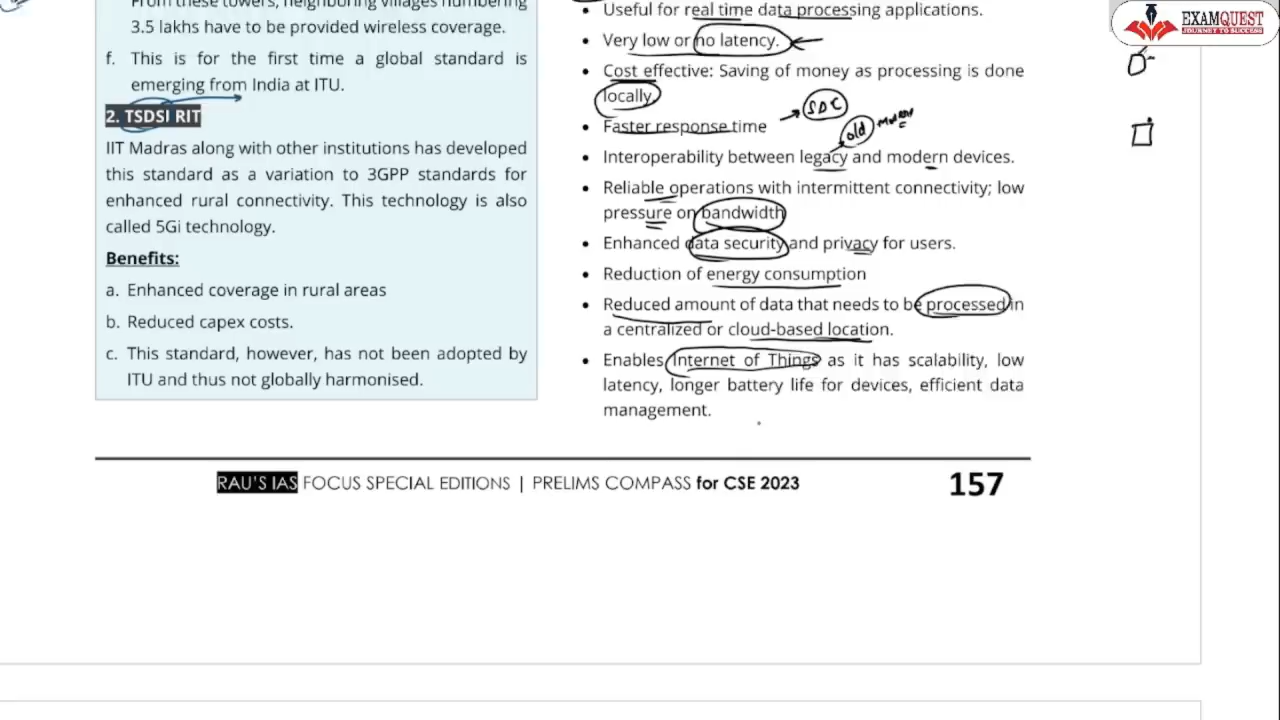 From these towers, neighboring villages numbering
3.5 lakhs have to be provided wireless coverage.
f. This is for the first time a global standard is
emerging from India at ITU.
2. TSDSI RIT
IIT Madras along with other institutions has developed
this standard as a variation to 3GPP standards for
enhanced rural connectivity. This technology is also
called 5Gi technology.
Benefits:
a. Enhanced coverage in rural areas
b. Reduced capex costs.
c. This standard, however, has not been adopted by
ITU and thus not globally harmonised.
• Useful for real time data processing applications.
• Very low or no latency.
• Cost effective: Saving of money as processing is done
locally.
• Faster response time
SDC
old
• Interoperability between legacy and modern devices.
• Reliable operations with intermittent connectivity; low
pressure on bandwidth
• Enhanced data security and privacy for users.
• Reduction of energy consumption
• Reduced amount of data that needs to be processed in
a centralized or cloud-based location.
• Enables Internet of Things as it has scalability, low
latency, longer battery life for devices, efficient data
management.
RAU'S IAS FOCUS SPECIAL EDITIONS | PRELIMS COMPASS for CSE 2023
157
EXAMQUEST
JOURNEY TO SUCCESS